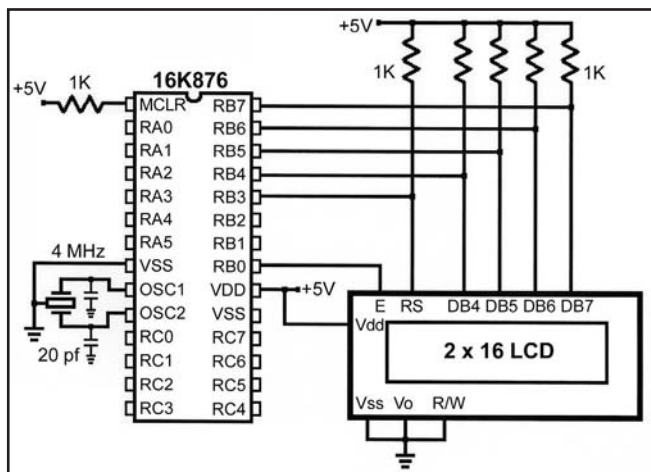 +5V
16K876
1K
+5V
1K
1K
MCLR RB7
RA0 RB6
RA1 RB5
RA2 RB4
RA3 RB3
RA4 RB2
RA5 RB1
4 MHz
VSS RB0
OSC1 VDD +5V
OSC2 VSS
RC0 RC7
20 pf
RC1 RC6
RC2 RC5
RC3 RC4
E RS DB4 DB5 DB6 DB7
Vdd
2 x 16 LCD
Vss Vo R/W